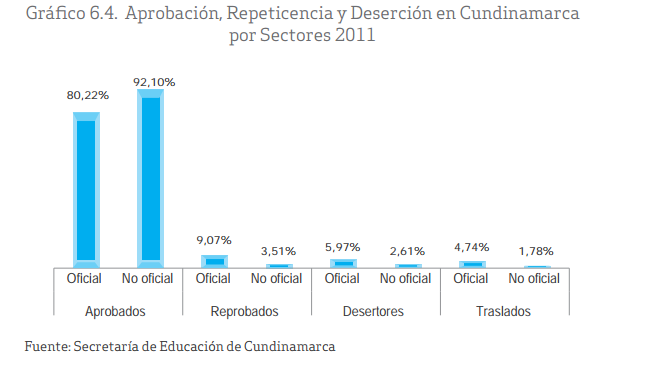 Gráfico 6.4. Aprobación, Repeticencia y Deserción en Cundinamarca
por Sectores 2011
80,22%
92,10%
9,07%
3,51%
5,97%
2,61%
4,74%
1,78%
Oficial
No oficial
Oficial
No oficial
Oficial
No oficial
Oficial
No oficial
Aprobados
Reprobados
Desertores
Traslados
Fuente: Secretaría de Educación de Cundinamarca